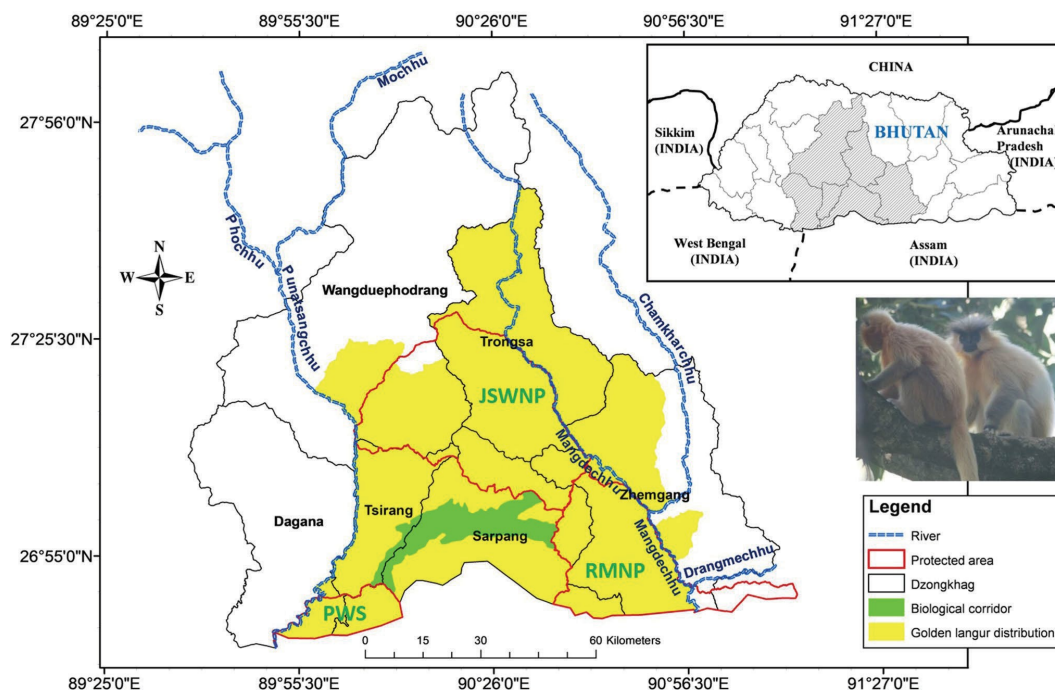 89°25'0"E
89°55'30"E
90°26'0"E
90°56'30"E
91°27'0"E
27°56'0"N
27°25'30"N
26°55'0"N
Mochhu
Phochhu
Punatsangchhu
N
W
E
S
Wangduephodrang
Chamkharchhu
Trongsa
JSWNP
Mangdechhu
Zhemgang
Tsirang
Dagana
Sarpang
Mangdechhu
Drangmechhu
RMNP
PWS
0 15 30 60 Kilometers
CHINA
Sikkim
(INDIA)
BHUTAN
Arunachal
Pradesh
(INDIA)
West Bengal
(INDIA)
Assam
(INDIA)
Legend
River
Protected area
Dzongkhag
Biological corridor
Golden langur distribution
89°25'0"E
89°55'30"E
90°26'0"E
90°56'30"E
91°27'0"E